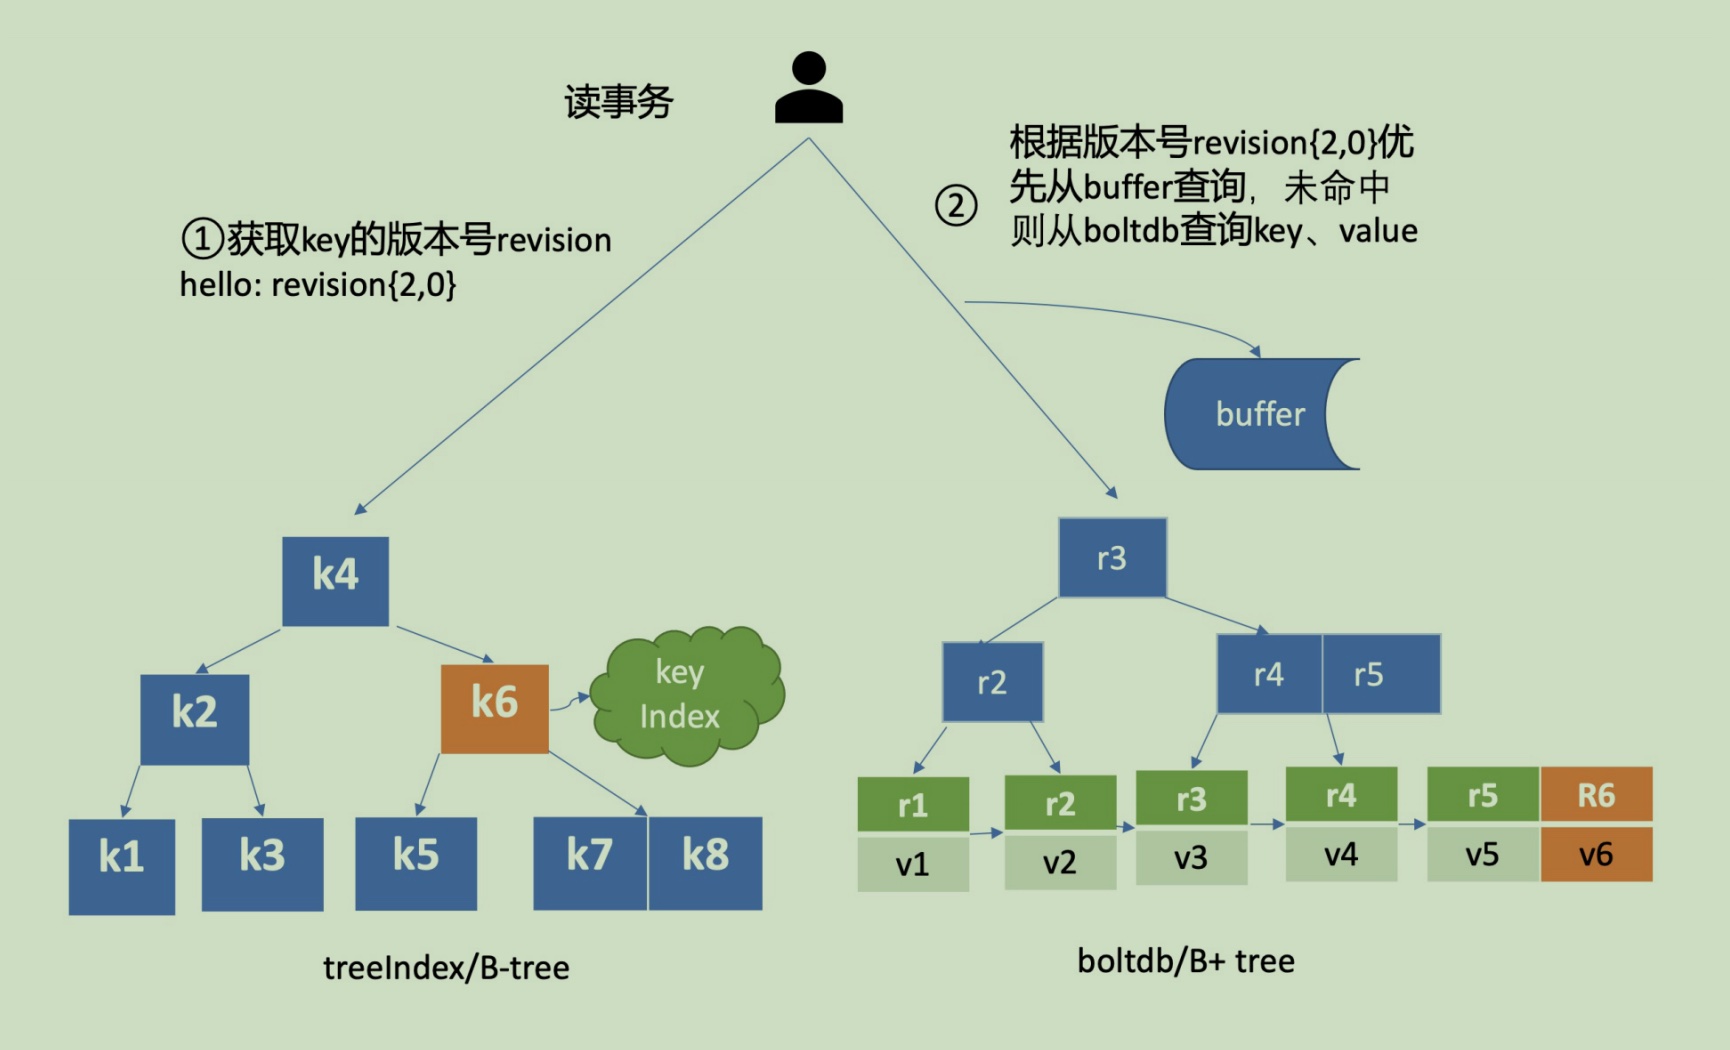 读事务
①获取key的版本号revision
hello: revision{2,0}
②
根据版本号revision{2,0}优
先从buffer查询，未命中
则从boltdb查询key、value
buffer
k4
k2
k6
key
Index
k1
k3
k5
k7
k8
treeIndex/B-tree
r3
r2
r4
r5
r1
r2
r3
r4
r5
R6
v1
v2
v3
v4
v5
v6
boltdb/B+ tree